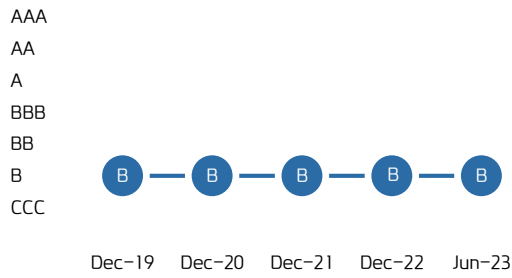 AAA
AA
A
BBB
BB
B B B B B B
CCC
Dec-19 Dec-20 Dec-21 Dec-22 Jun-23